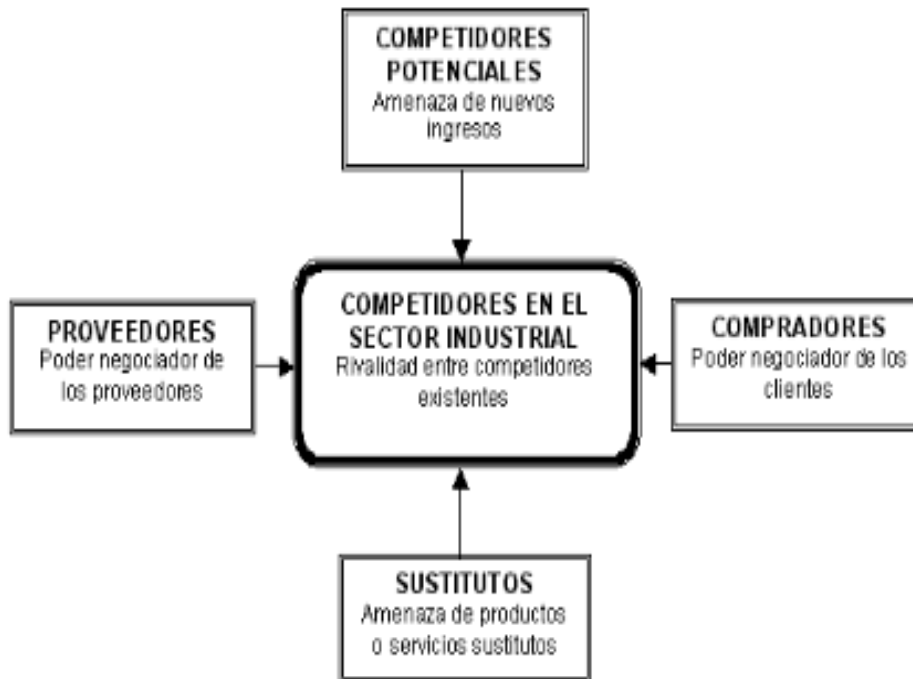 COMPETIDORES
POTENCIALES
Amenaza de nuevos
ingresos
PROVEEDORES
Poder negociador de
los proveedores
COMPETIDORES EN EL
SECTOR INDUSTRIAL
Rivalidad entre competidores
existentes
COMPRADORES
Poder negociador de los
clientes
SUSTITUTOS
Amenaza de productos
o servicios sustitutos